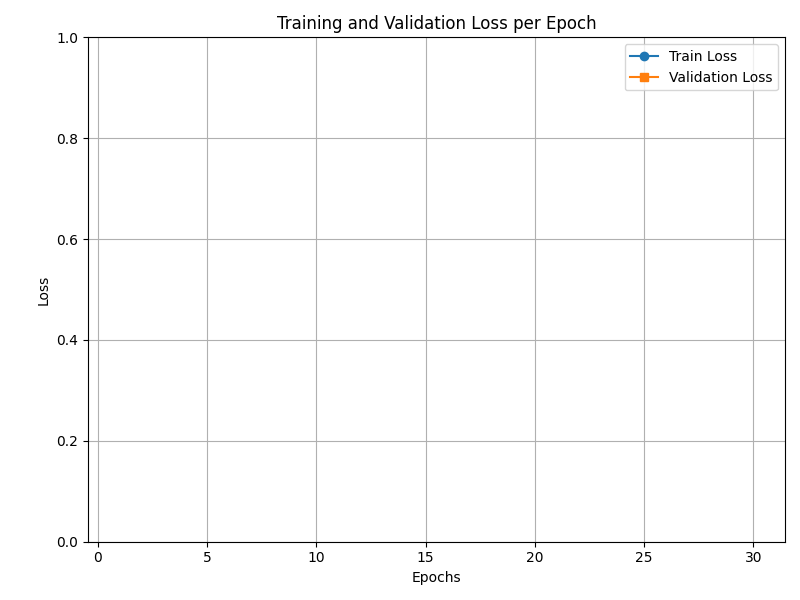 Training and Validation Loss per Epoch
Train Loss
Validation Loss
1.0
0.8
0.6
0.4
0.2
0.0
Loss
0 5 10 15 20 25 30
Epochs